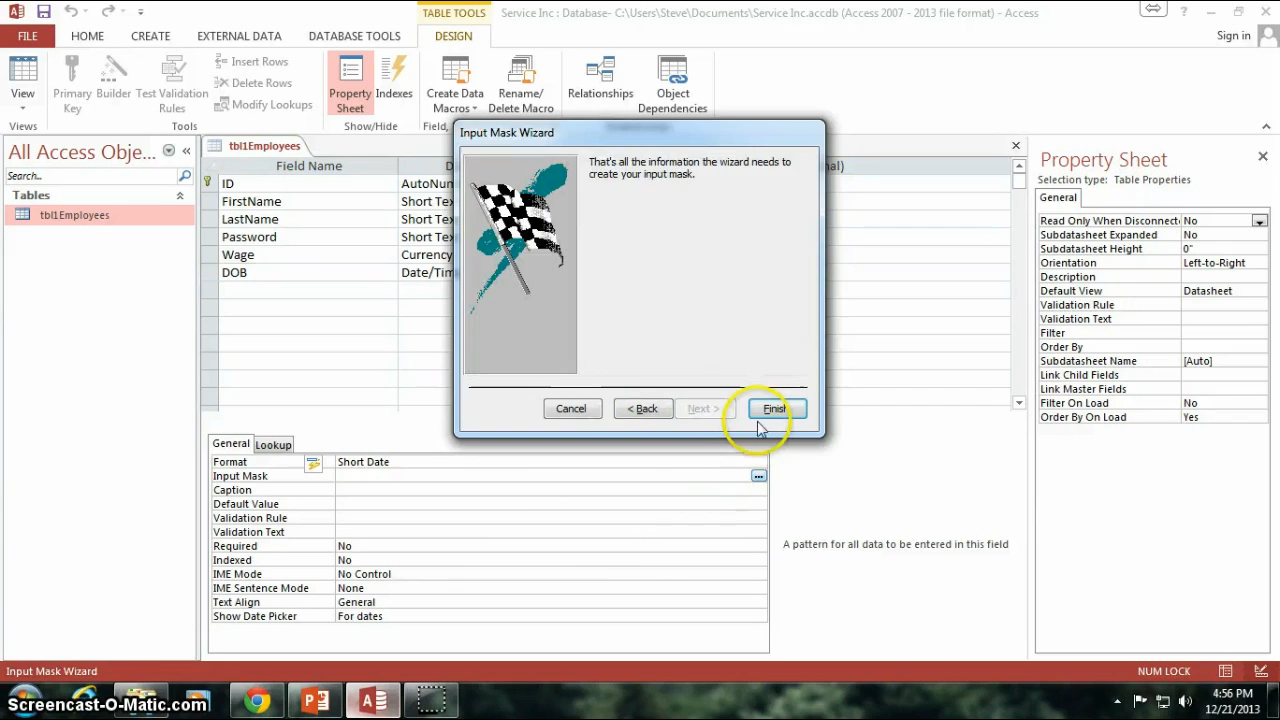 TABLE TOOLS
Service Inc : Database- C:\Users\Steve\Documents\Service Inc.accdb (Access 2007 - 2013 file format) - Access
?
FILE
HOME
CREATE
EXTERNAL DATA
DATABASE TOOLS
DESIGN
Sign in
View
Primary Key
Builder
Test Validation Rules
Insert Rows
Delete Rows
Modify Lookups
Property Sheet
Indexes
Create Data Macros
Rename/ Delete Macro
Relationships
Object Dependencies
Views
Tools
Show/Hide
Field,
All Access Obje...
Search...
Tables
tbl1Employees
tbl1Employees
Field Name
D
al)
ID
AutoNum
FirstName
Short Tex
LastName
Short Tex
Password
Short Tex
Wage
Currency
DOB
Date/Tim
Input Mask Wizard
That's all the information the wizard needs to
create your input mask.
Cancel
< Back
Next >
Finish
General
Lookup
Format
Short Date
Input Mask
...
Caption
Default Value
Validation Rule
Validation Text
Required
No
Indexed
No
IME Mode
No Control
IME Sentence Mode
None
Text Align
General
Show Date Picker
For dates
A pattern for all data to be entered in this field
Property Sheet
Selection type: Table Properties
General
Read Only When Disconnecte No
Subdatasheet Expanded No
Subdatasheet Height 0"
Orientation Left-to-Right
Description
Default View Datasheet
Validation Rule
Validation Text
Filter
Order By
Subdatasheet Name [Auto]
Link Child Fields
Link Master Fields
Filter On Load No
Order By On Load Yes
Input Mask Wizard
NUM LOCK
Screencast-O-Matic.com
4:56 PM
12/21/2013